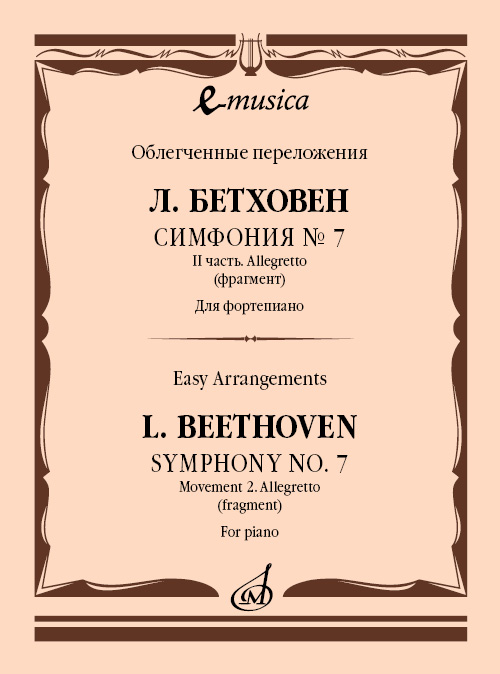 e-musica
Облегченные переложения
Л. БЕТХОВЕН
СИМФОНИЯ № 7
II часть. Allegretto
(фрагмент)
Для фортепиано
Easy Arrangements
L. BEETHOVEN
SYMPHONY NO. 7
Movement 2. Allegretto
(fragment)
For piano